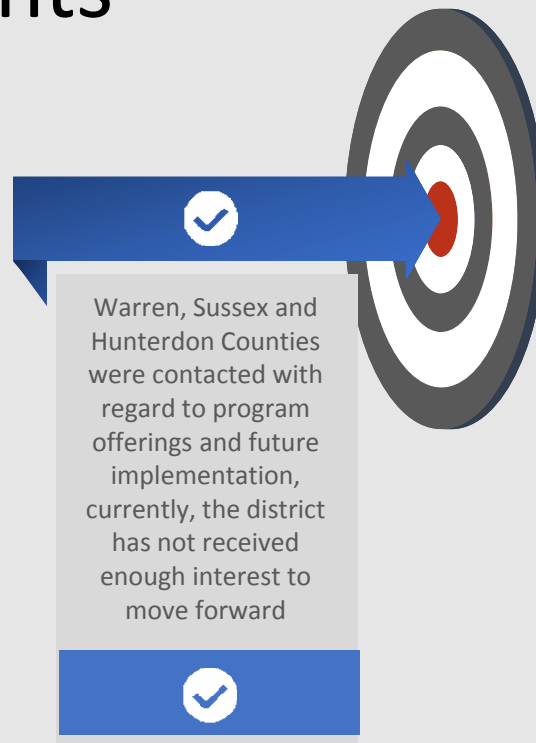 Warren, Sussex and
Hunterdon Counties
were contacted with
regard to program
offerings and future
implementation,
currently, the district
has not received
enough interest to
move forward